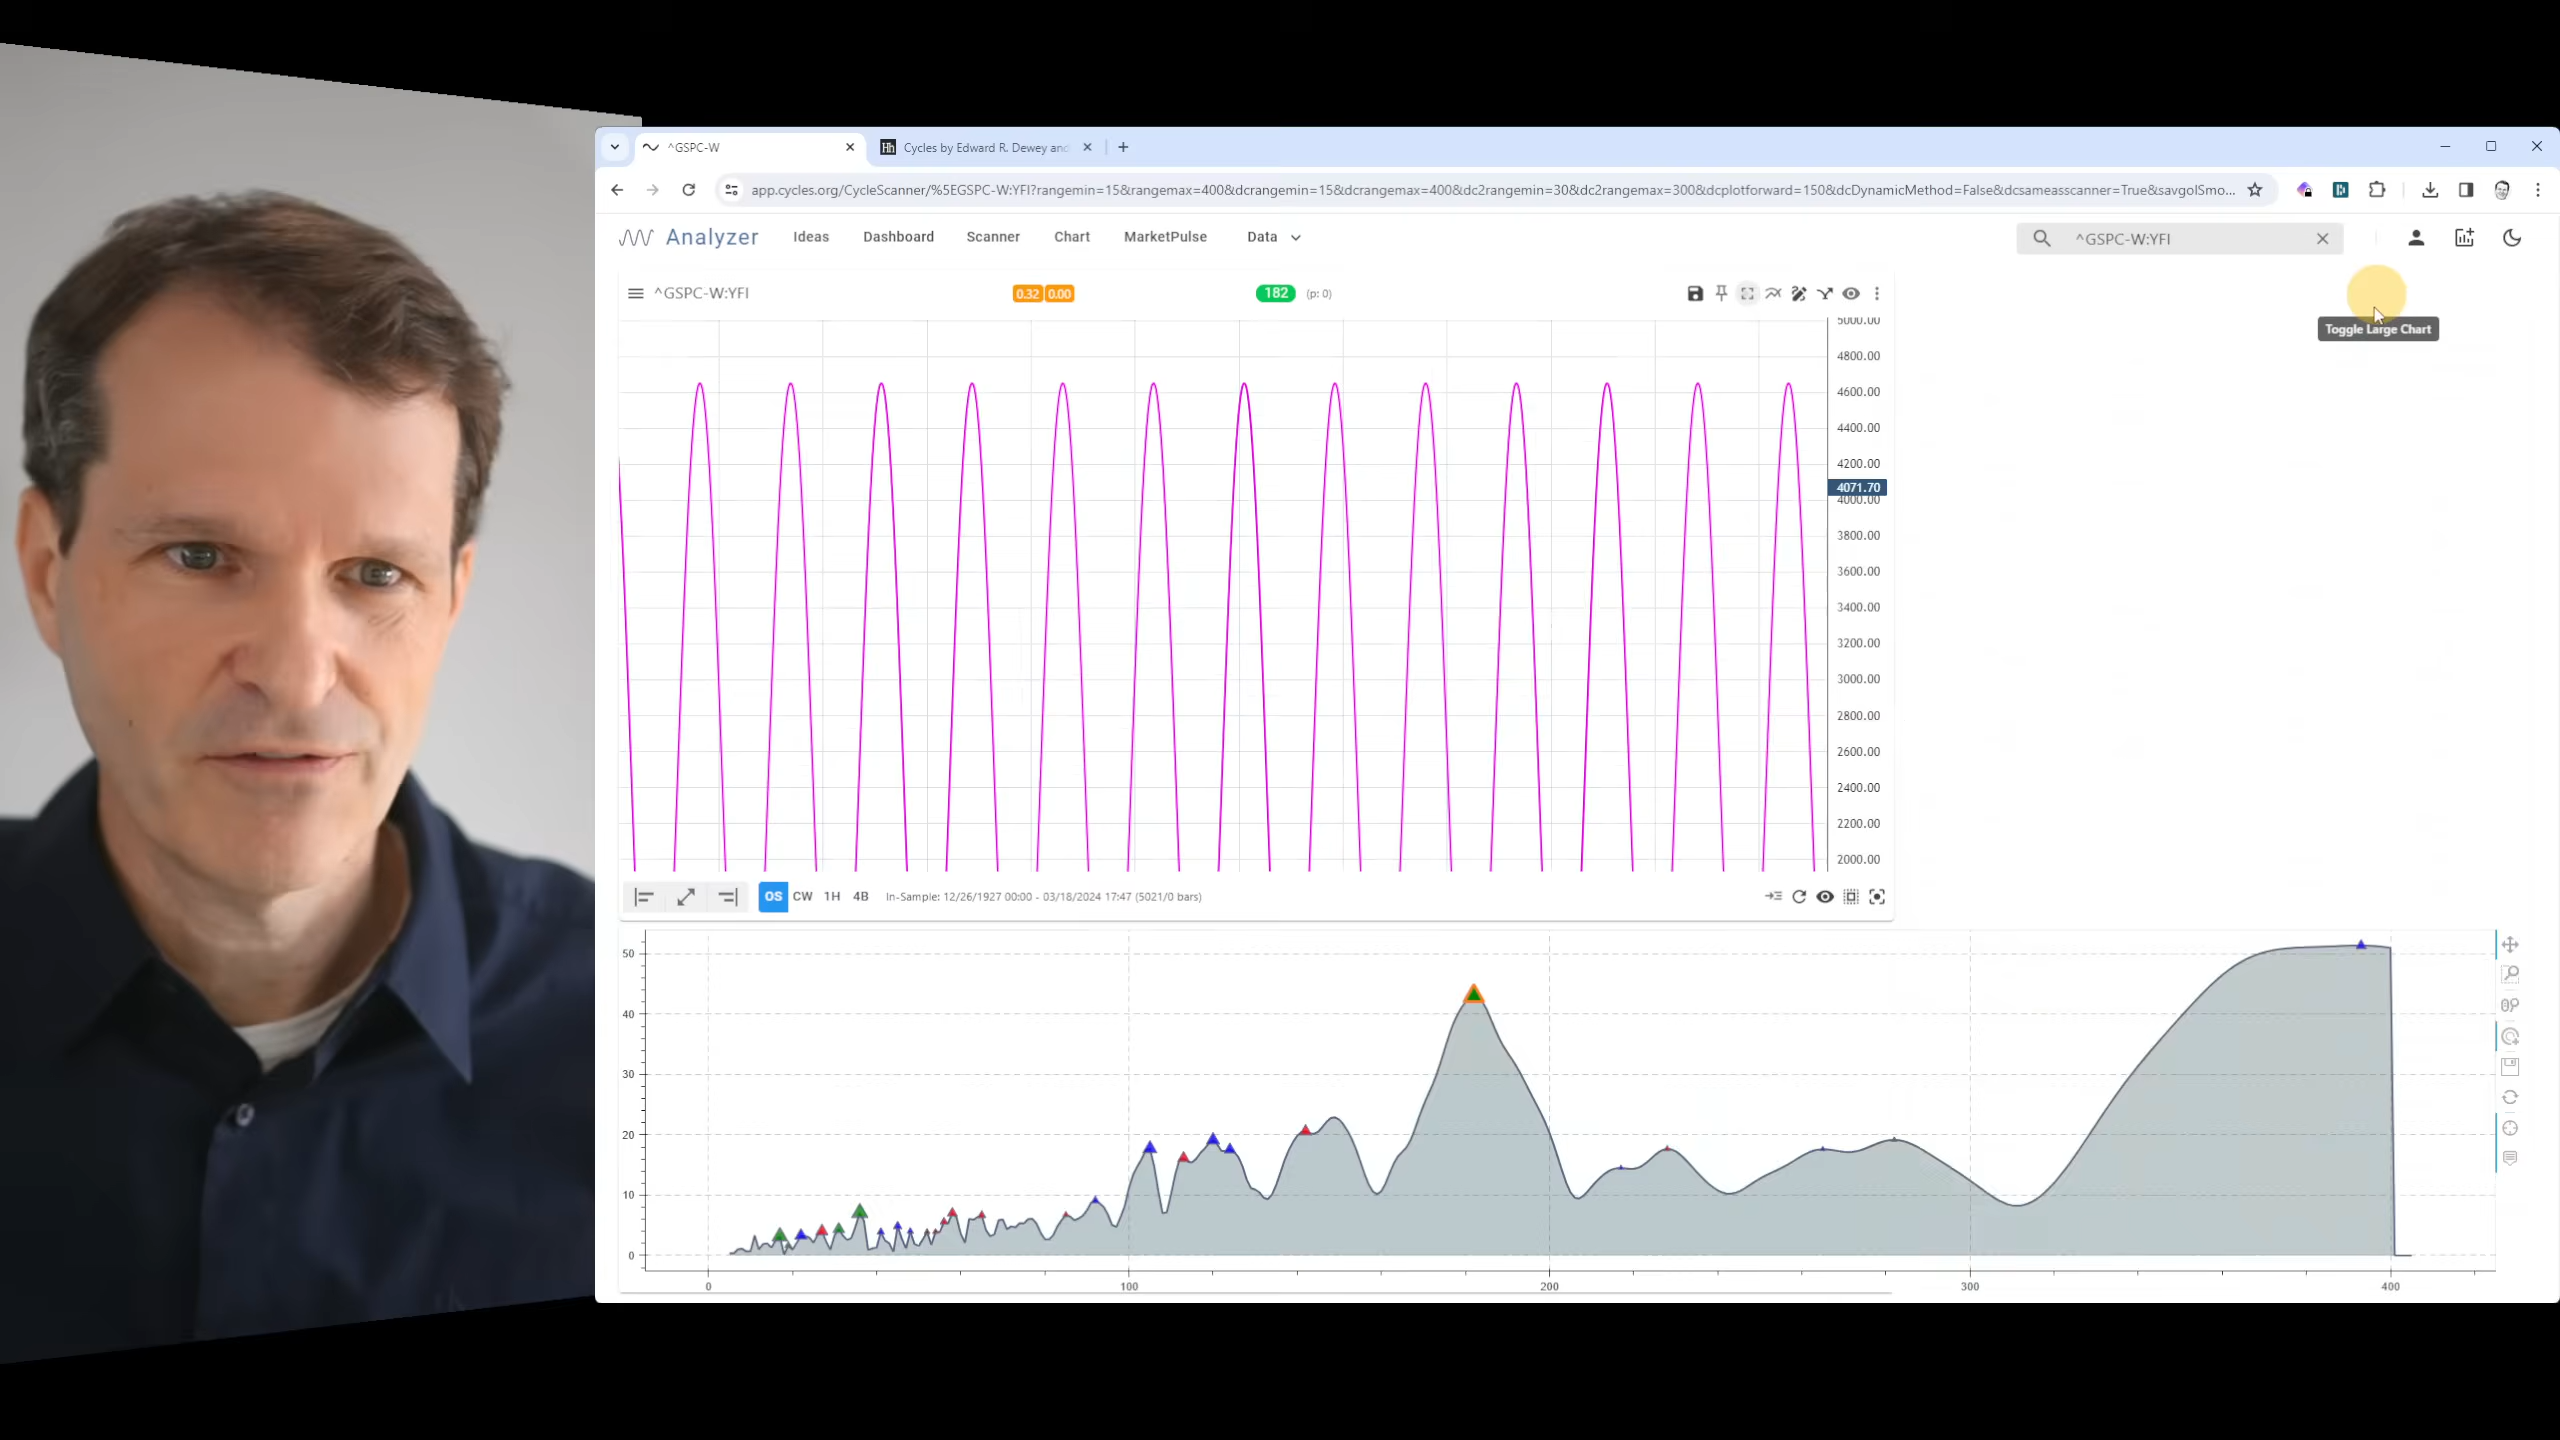 ^GSPC-W
Cycles by Edward R. Dewey and
app.cycles.org/CycleScanner/%5EGSPC-W:YFI?rangemin=15&rangemax=400&dcrangemin=15&dcrangemax=400&dc2rangemin=30&dc2rangemax=300&dcplotforward=150&dcDynamicMethod=False&dcsameasscanner=True&savgolSmo...
Analyzer Ideas Dashboard Scanner Chart MarketPulse Data ^GSPC-W:YFI
^GSPC-W:YFI 0.32 0.00 182 (p: 0)
Toggle Large Chart
5000.00
4800.00
4600.00
4400.00
4200.00
4071.70
4000.00
3800.00
3600.00
3400.00
3200.00
3000.00
2800.00
2600.00
2400.00
2200.00
2000.00
OS CW 1H 4B In-Sample: 12/26/1927 00:00 - 03/18/2024 17:47 (5021/0 bars)
50
40
30
20
10
0
0 100 200 300 400